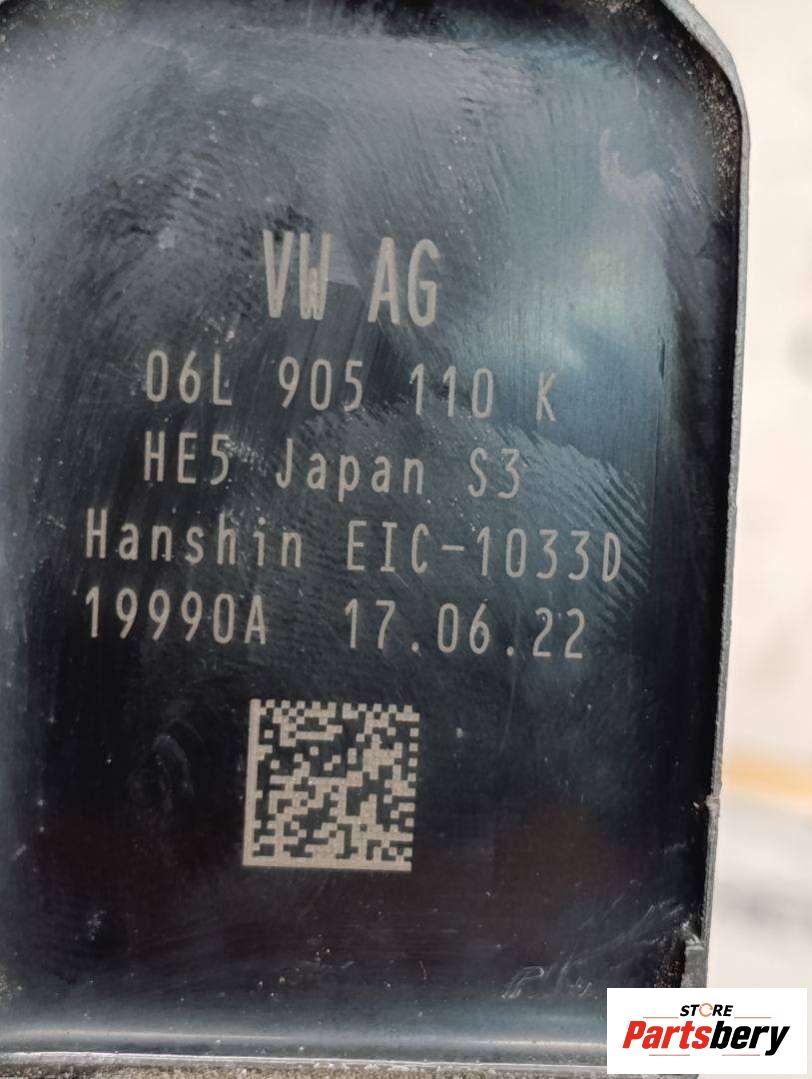 VW AG
06L 905 110 K
HE5 Japan S3
Hanshin EIC-1033D
19990A 17.06.22
STORE
Partsbery